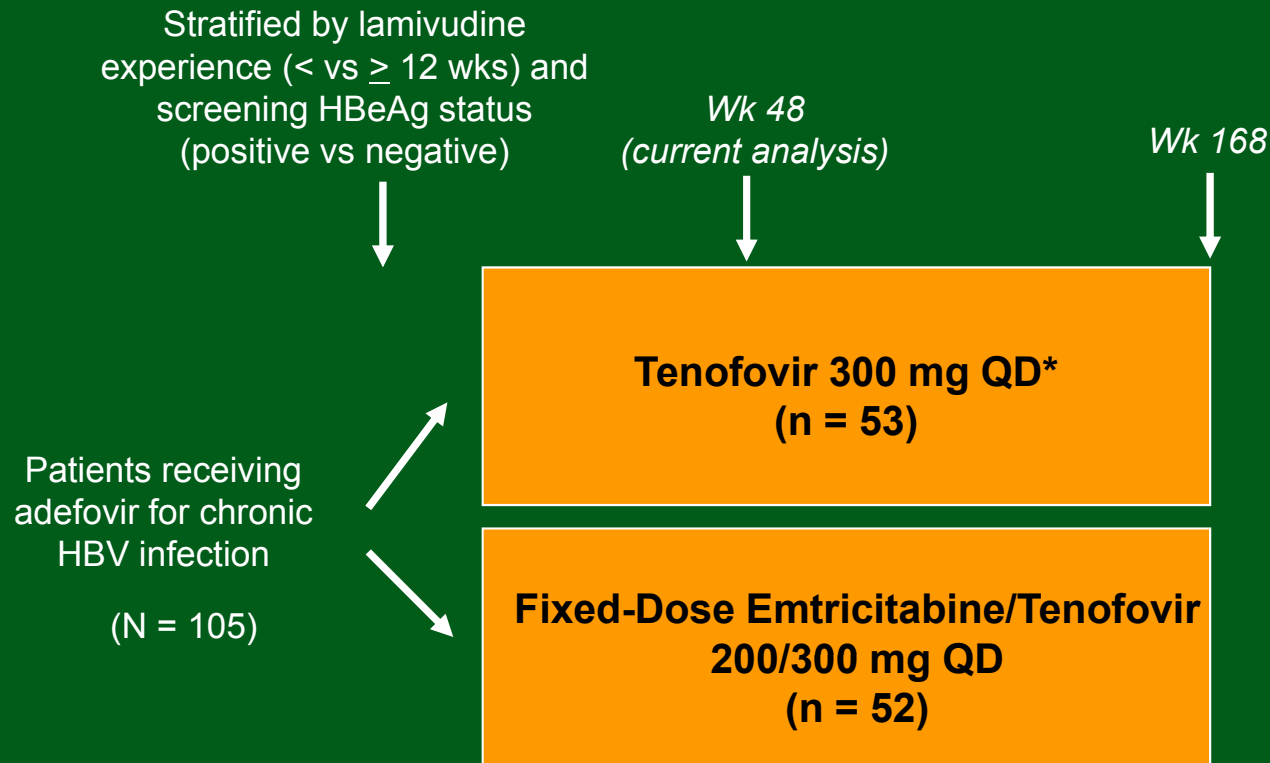 Stratified by lamivudine
experience (< vs ≥ 12 wks) and
screening HBeAg status
(positive vs negative)
Wk 48
(current analysis)
Wk 168
Tenofovir 300 mg QD*
(n = 53)
Patients receiving
adefovir for chronic
HBV infection
(N = 105)
Fixed-Dose Emtricitabine/Tenofovir
200/300 mg QD
(n = 52)